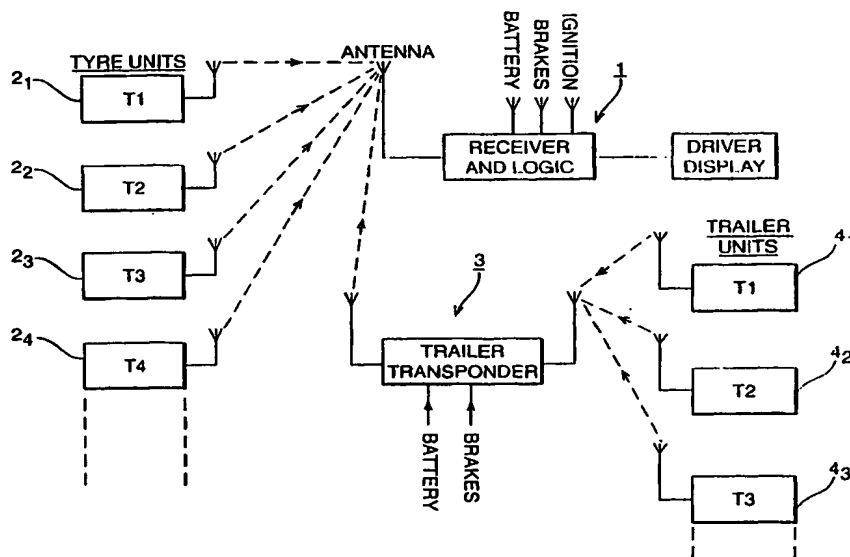 TYRE UNITS
2₁
T1
2₂
T2
2₃
T3
2₄
T4
ANTENNA
BATTERY
BRAKES
IGNITION
1
RECEIVER
AND LOGIC
DRIVER
DISPLAY
3
TRAILER
TRANSPONDER
BATTERY
BRAKES
TRAILER
UNITS
4₁
T1
4₂
T2
4₃
T3